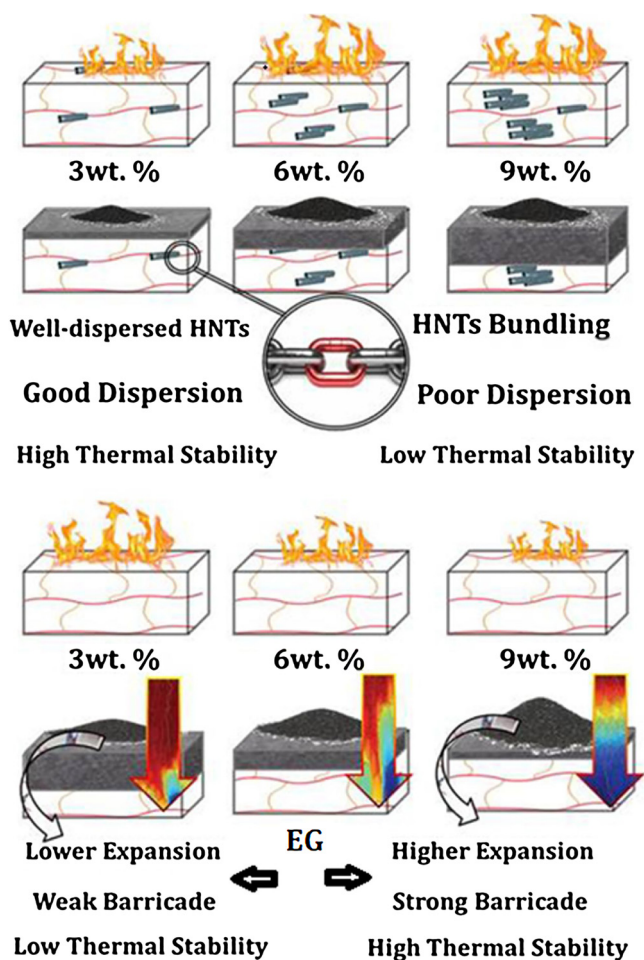 3wt. % 6wt. % 9wt. %
Well-dispersed HNTs
HNTs Bundling
Good Dispersion
Poor Dispersion
High Thermal Stability
Low Thermal Stability
3wt. % 6wt. % 9wt. %
EG
Lower Expansion
Higher Expansion
Weak Barricade
Strong Barricade
Low Thermal Stability
High Thermal Stability